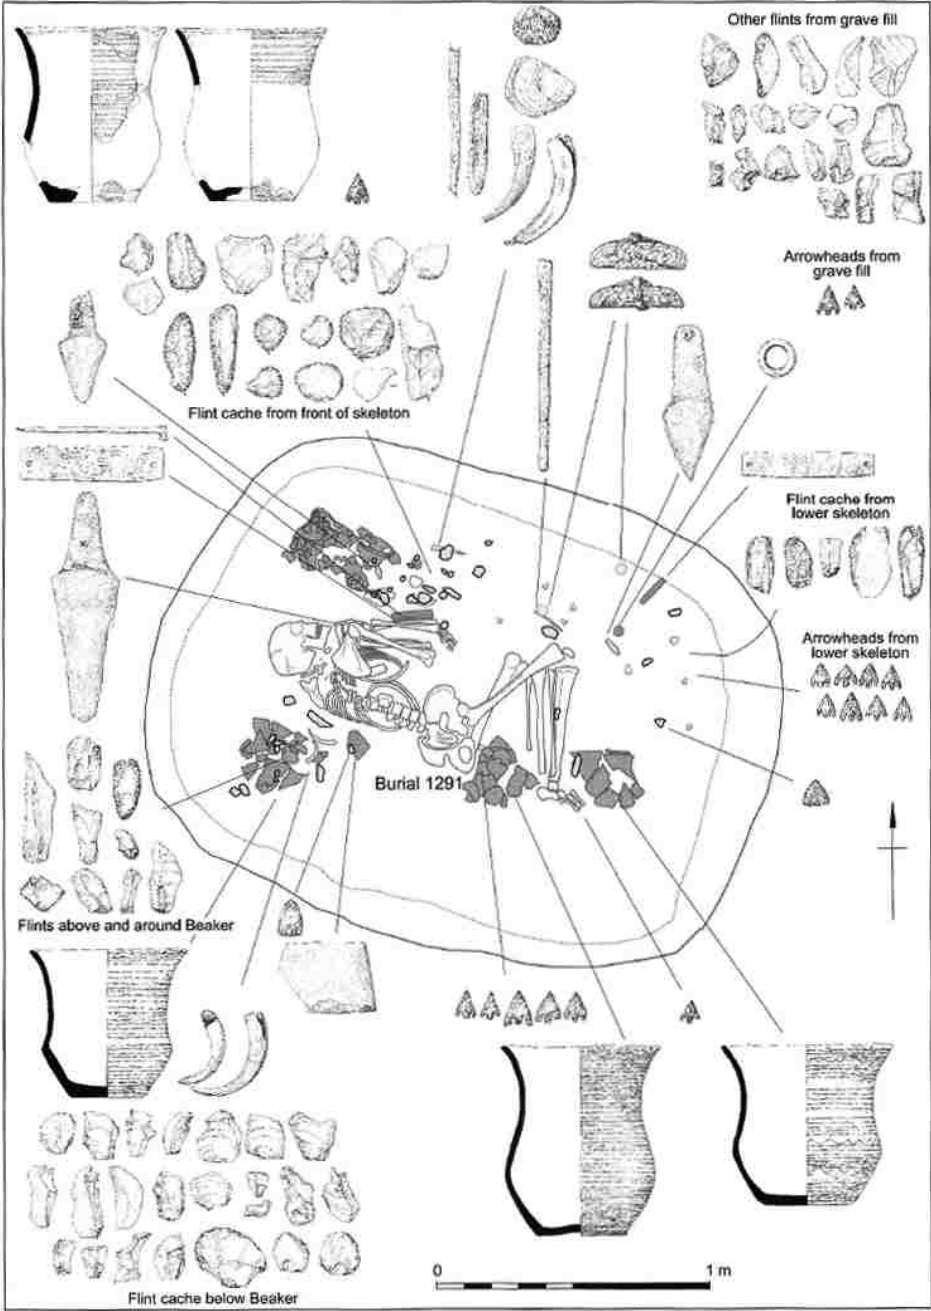 Other flints from grave fill
Arrowheads from
grave fill
Flint cache from front of skeleton
Flint cache from
lower skeleton
Arrowheads from
lower skeleton
Burial 1291
Flints above and around Beaker
0
1 m
Flint cache below Beaker